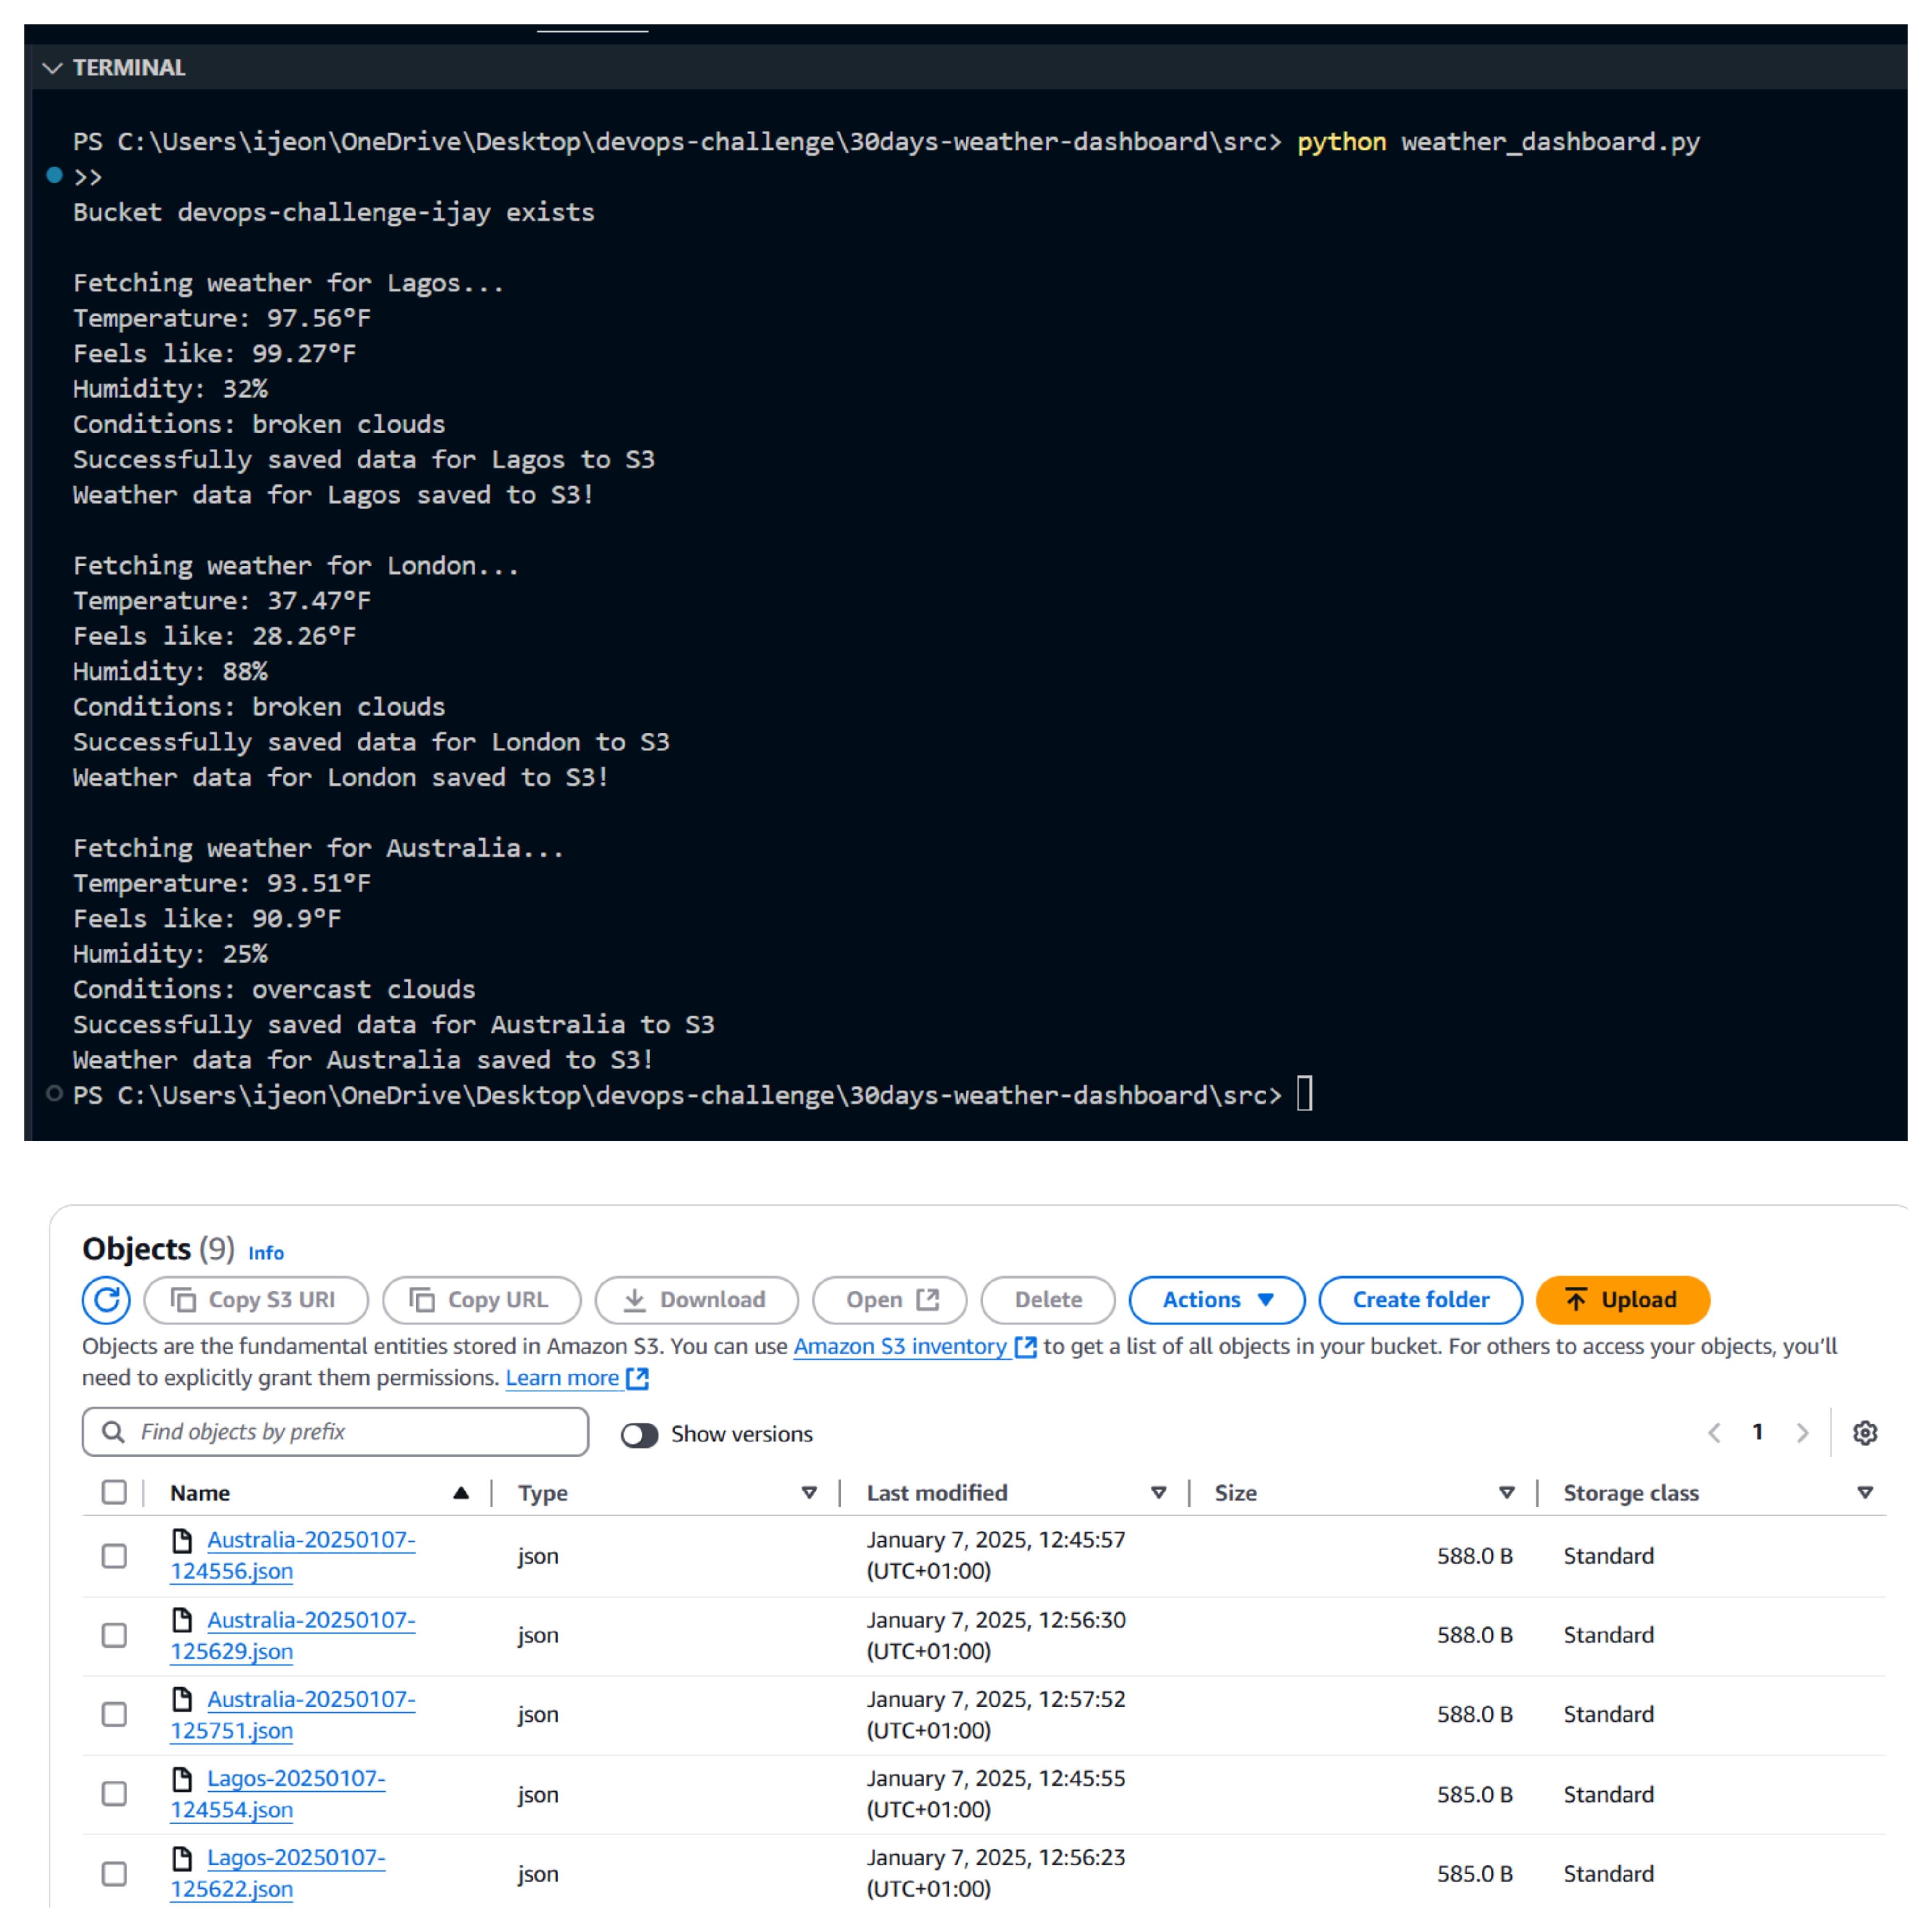 TERMINAL
PS C:\Users\ijeon\OneDrive\Desktop\devops-challenge\30days-weather-dashboard\src> python weather_dashboard.py
>>
Bucket devops-challenge-ijay exists
Fetching weather for Lagos...
Temperature: 97.56°F
Feels like: 99.27°F
Humidity: 32%
Conditions: broken clouds
Successfully saved data for Lagos to S3
Weather data for Lagos saved to S3!
Fetching weather for London...
Temperature: 37.47°F
Feels like: 28.26°F
Humidity: 88%
Conditions: broken clouds
Successfully saved data for London to S3
Weather data for London saved to S3!
Fetching weather for Australia...
Temperature: 93.51°F
Feels like: 90.9°F
Humidity: 25%
Conditions: overcast clouds
Successfully saved data for Australia to S3
Weather data for Australia saved to S3!
PS C:\Users\ijeon\OneDrive\Desktop\devops-challenge\30days-weather-dashboard\src>
Objects (9) Info
Copy S3 URI Copy URL Download Open Delete Actions Create folder Upload
Objects are the fundamental entities stored in Amazon S3. You can use Amazon S3 inventory to get a list of all objects in your bucket. For others to access your objects, you'll
need to explicitly grant them permissions. Learn more
Find objects by prefix Show versions 1
Name Type Last modified Size Storage class
Australia-20250107- January 7, 2025, 12:45:57
json 588.0 B Standard
124556.json (UTC+01:00)
Australia-20250107- January 7, 2025, 12:56:30
json 588.0 B Standard
125629.json (UTC+01:00)
Australia-20250107- January 7, 2025, 12:57:52
json 588.0 B Standard
125751.json (UTC+01:00)
Lagos-20250107- January 7, 2025, 12:45:55
json 585.0 B Standard
124554.json (UTC+01:00)
Lagos-20250107- January 7, 2025, 12:56:23
json 585.0 B Standard
125622.json (UTC+01:00)